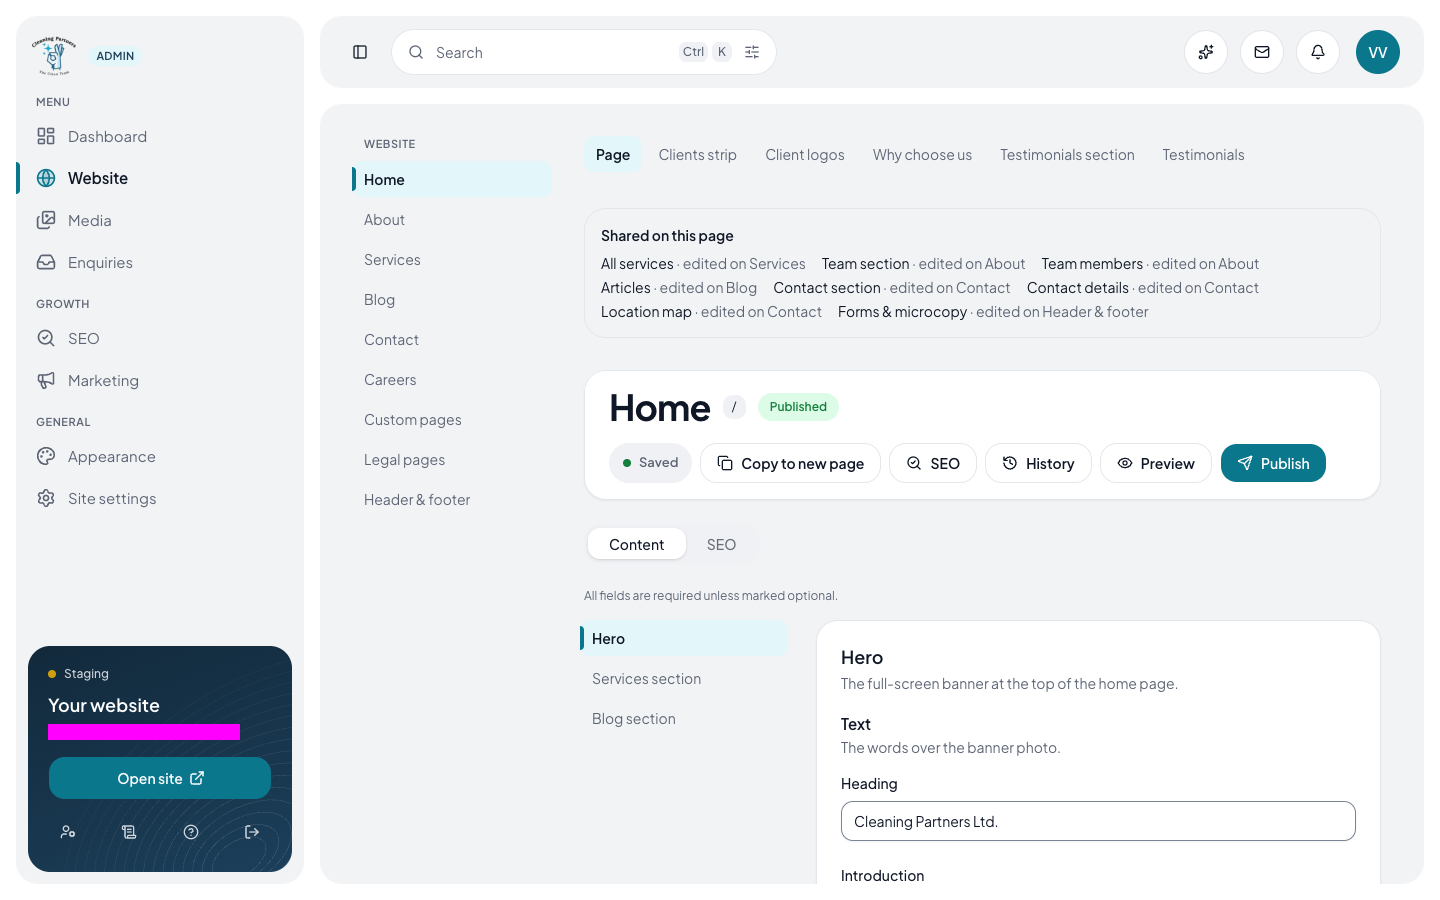 Cleaning Partners
ADMIN
MENU
Dashboard
Website
Media
Enquiries
GROWTH
SEO
Marketing
GENERAL
Appearance
Site settings
Staging
Your website
Open site
Search
Ctrl K
VV
WEBSITE
Home
About
Services
Blog
Contact
Careers
Custom pages
Legal pages
Header & footer
Page Clients strip Client logos Why choose us Testimonials section Testimonials
Shared on this page
All services · edited on Services Team section · edited on About Team members · edited on About
Articles · edited on Blog Contact section · edited on Contact Contact details · edited on Contact
Location map · edited on Contact Forms & microcopy · edited on Header & footer
Home / Published
Saved Copy to new page SEO History Preview Publish
Content SEO
All fields are required unless marked optional.
Hero
Services section
Blog section
Hero
The full-screen banner at the top of the home page.
Text
The words over the banner photo.
Heading
Cleaning Partners Ltd.
Introduction